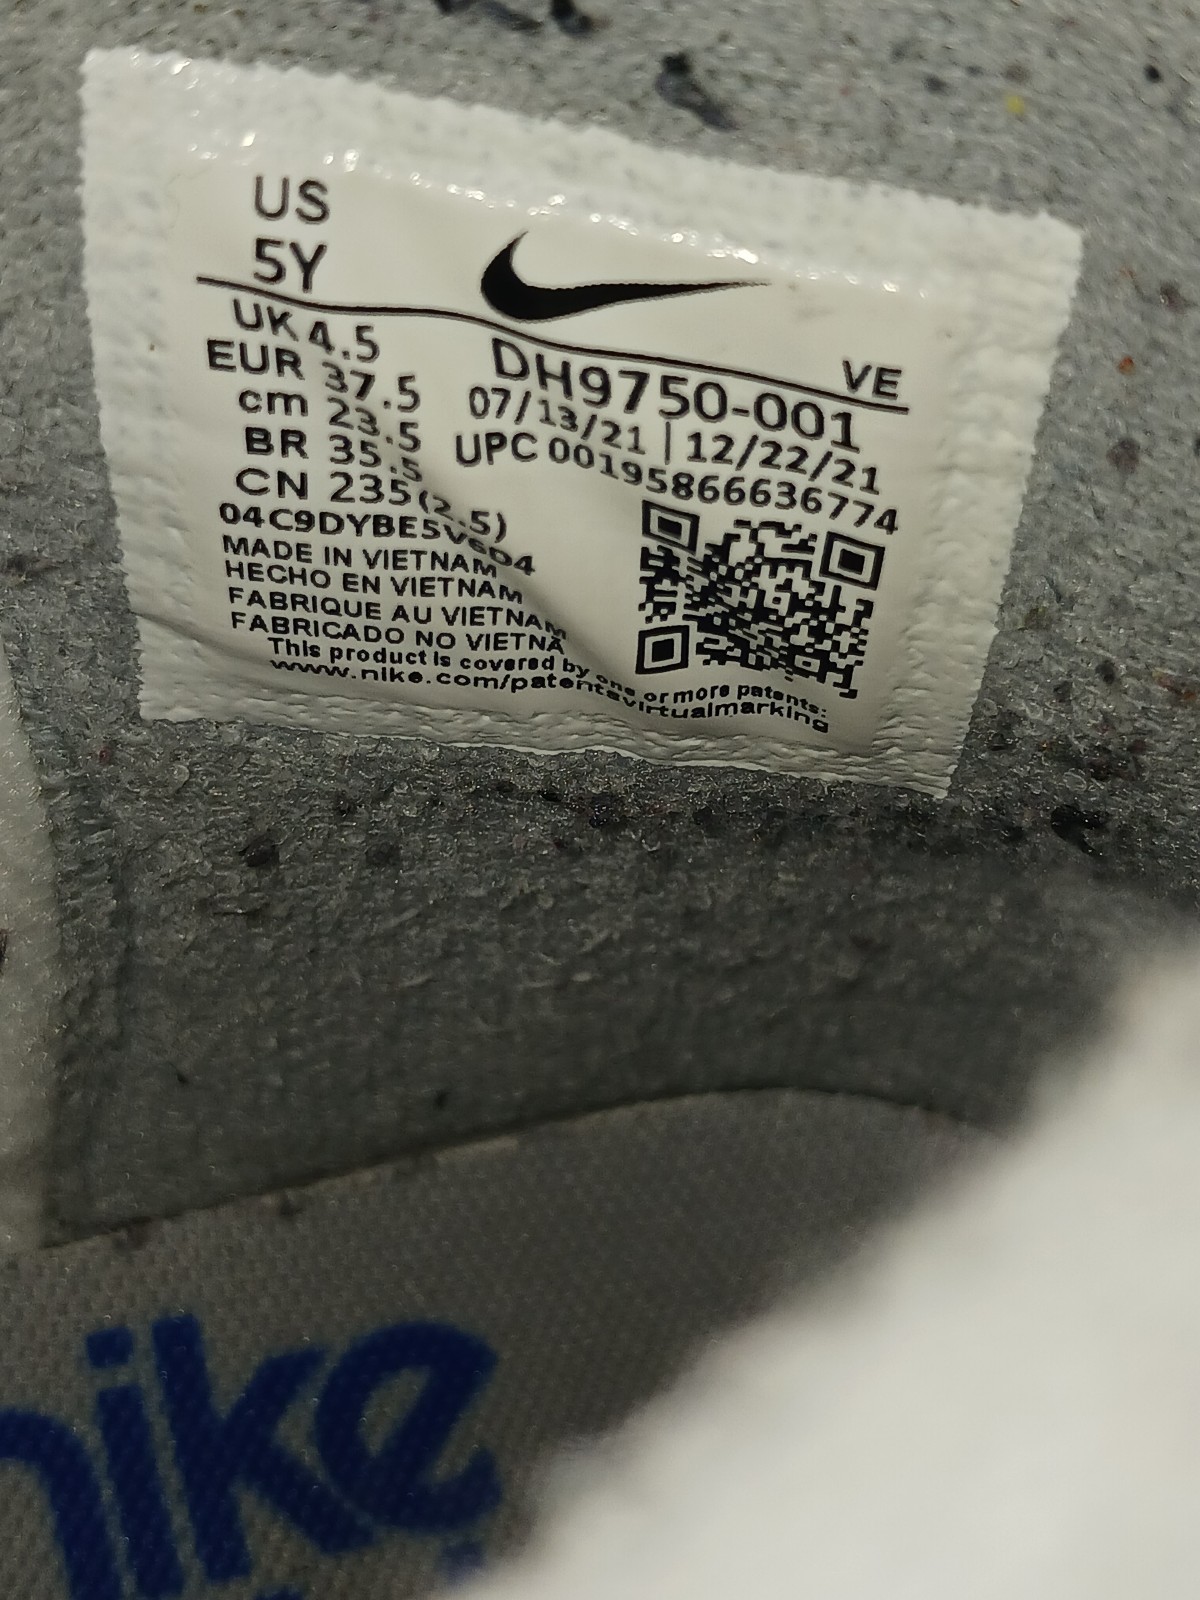 US
5Y
VE
UK 4.5
EUR 37.5
cm 23.5
BR 35.5
CN 235(2.5)
DH9750-001
07/13/21 | 12/22/21
UPC 00195866636774
04C9DYBE5V6D4
MADE IN VIETNAM
HECHO EN VIETNAM
FABRIQUE AU VIETNAM
FABRICADO NO VIETNÃ
This product is covered by one or more patents:
www.nike.com/patentsvirtualmarking
nike